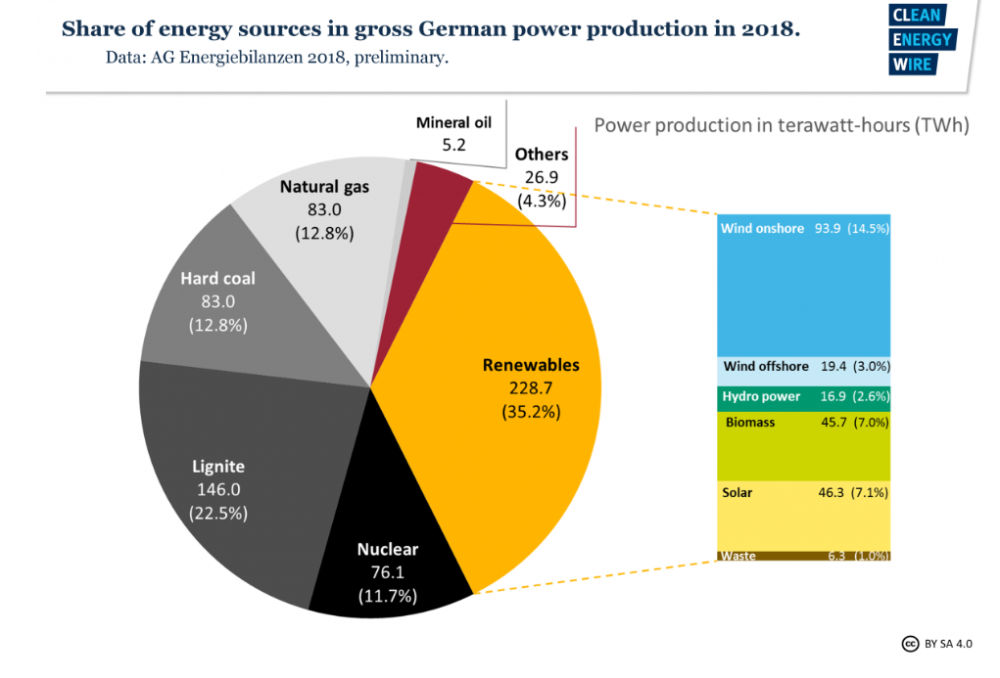 Share of energy sources in gross German power production in 2018.
Data: AG Energiebilanzen 2018, preliminary.
CLEAN
ENERGY
WIRE
Power production in terawatt-hours (TWh)
Mineral oil
5.2
Others
26.9
(4.3%)
Natural gas
83.0
(12.8%)
Hard coal
83.0
(12.8%)
Lignite
146.0
(22.5%)
Nuclear
76.1
(11.7%)
Renewables
228.7
(35.2%)
Wind onshore 93.9 (14.5%)
Wind offshore 19.4 (3.0%)
Hydro power 16.9 (2.6%)
Biomass 45.7 (7.0%)
Solar 46.3 (7.1%)
Waste 6.3 (1.0%)
cc BY SA 4.0